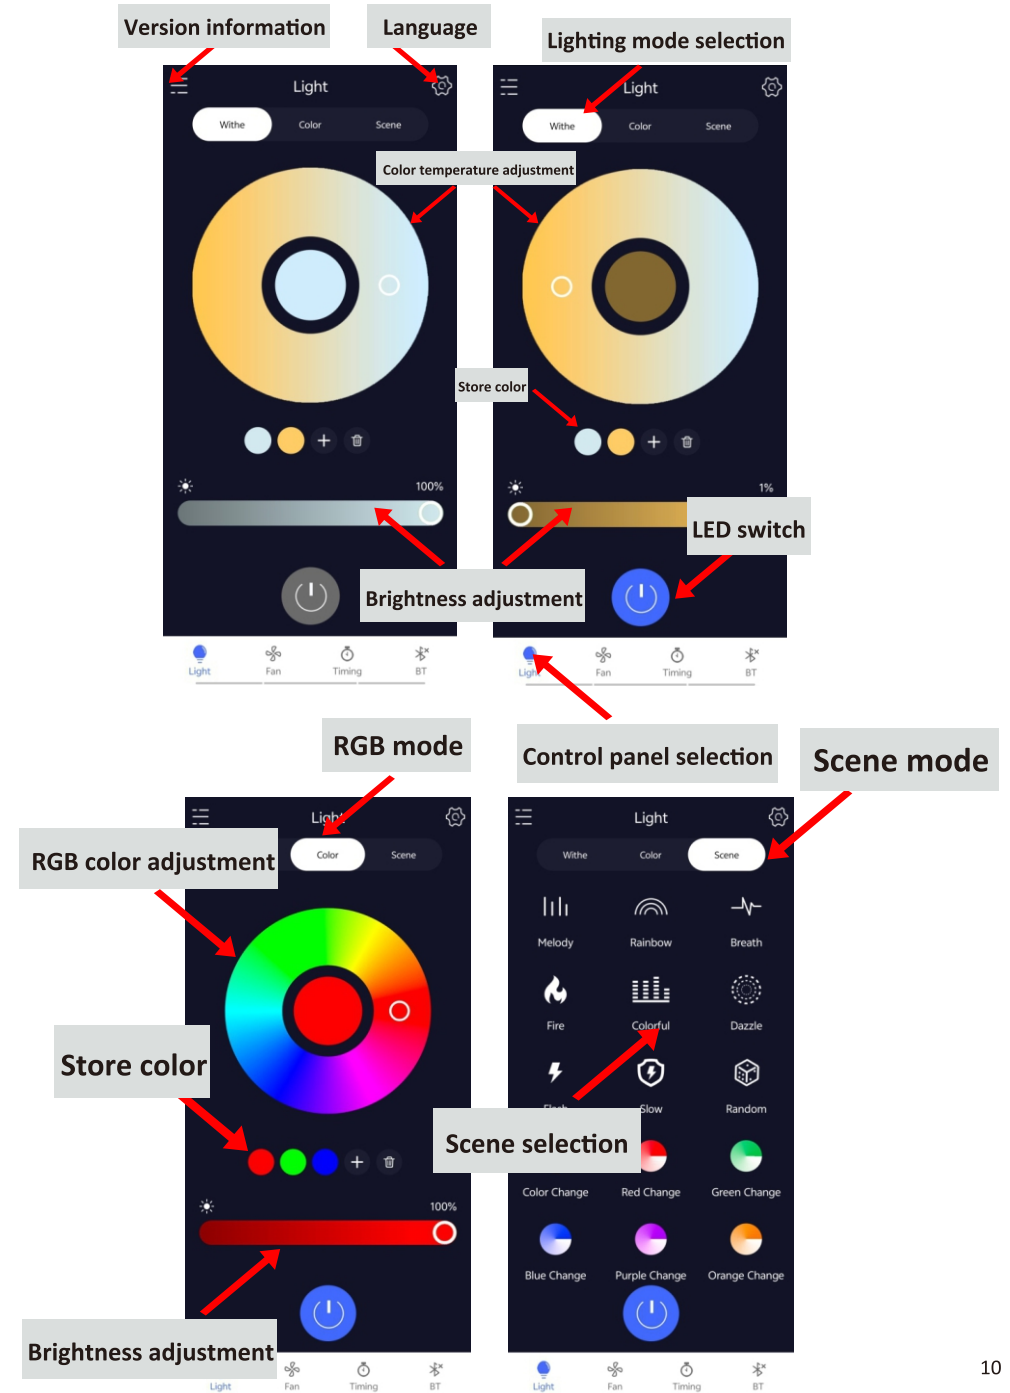 Version information
Language
Lighting mode selection
Light
Light
Withe
Color
Scene
Withe
Color
Scene
Color temperature adjustment
Store color
100%
1%
LED switch
Brightness adjustment
Light
Fan
Timing
BT
Light
Fan
Timing
BT
RGB mode
Control panel selection
Scene mode
Light
Light
RGB color adjustment
Color
Scene
Withe
Color
Scene
Melody
Rainbow
Breath
Fire
Colorful
Dazzle
Store color
Flash
Slow
Random
Scene selection
Color Change
Red Change
Green Change
100%
Blue Change
Purple Change
Orange Change
Brightness adjustment
Light
Fan
Timing
BT
Light
Fan
Timing
BT
10